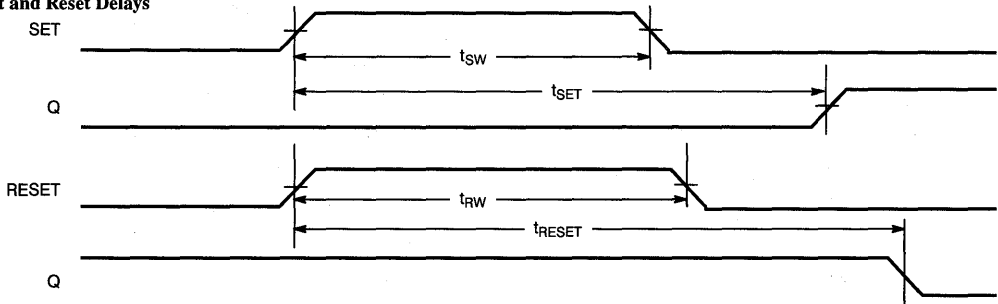 t and Reset Delays
SET
tSW
tSET
Q
RESET
tRW
tRESET
Q